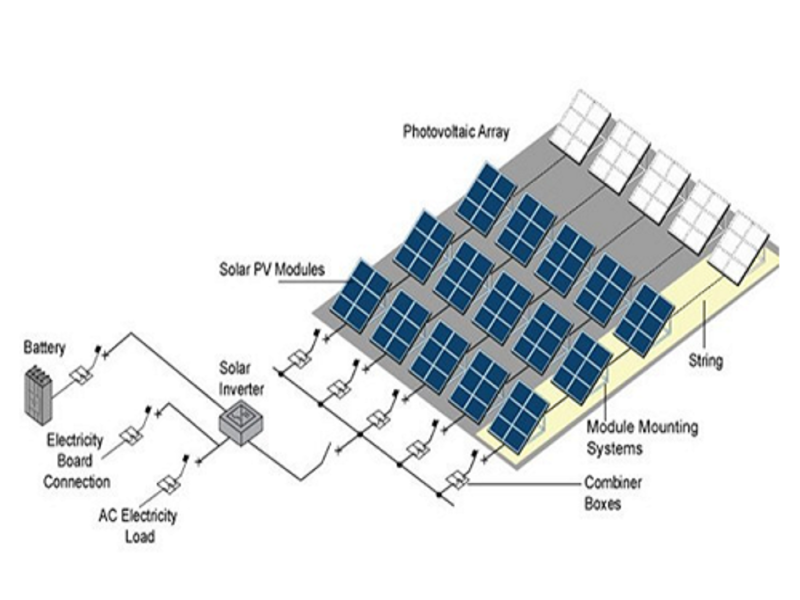 Photovoltaic Array
Solar PV Modules
Battery
Solar
Inverter
String
Module Mounting
Systems
Electricity
Board
Connection
Combiner
Boxes
AC Electricity
Load